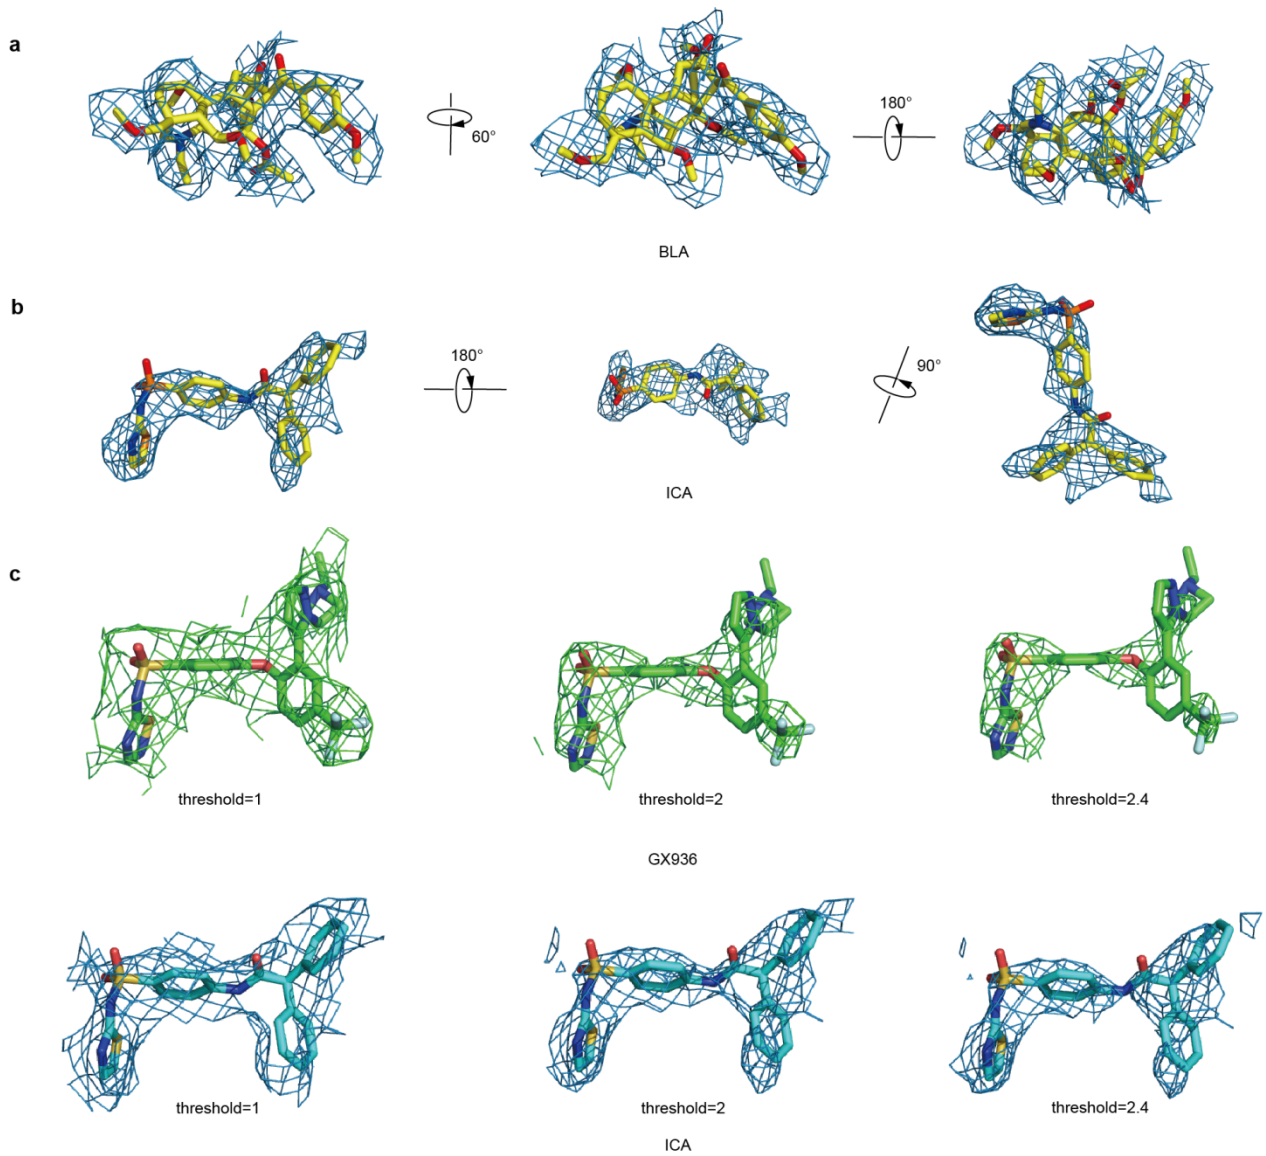 a
60°
180°
BLA
b
180°
90°
ICA
c
threshold=1
threshold=2
threshold=2.4
GX936
threshold=1
threshold=2
threshold=2.4
ICA